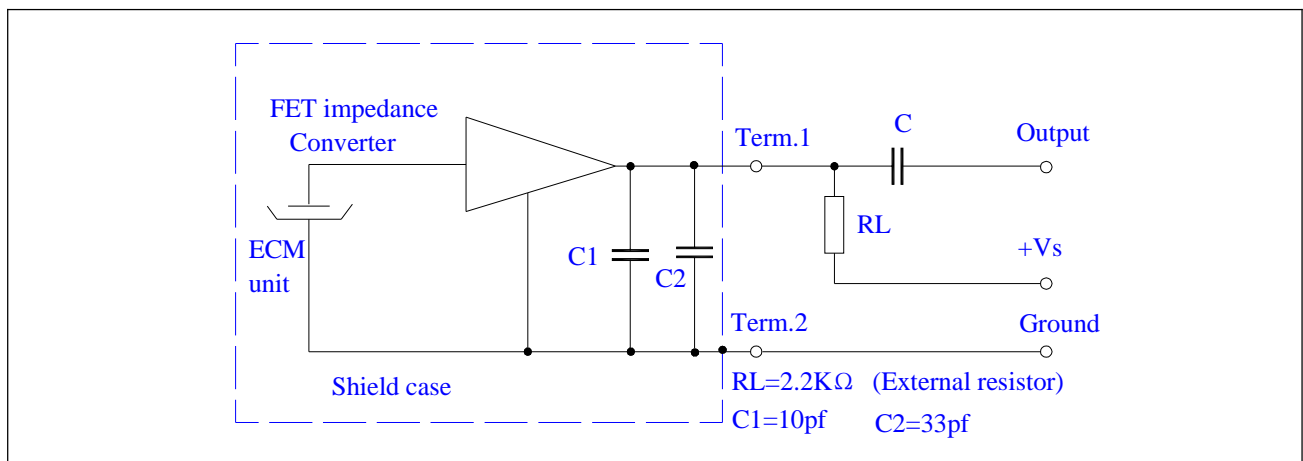 FET impedance
Converter
Term.1
C
Output
ECM
unit
C1
C2
RL
+Vs
Term.2
Ground
Shield case
RL=2.2KΩ (External resistor)
C1=10pf C2=33pf